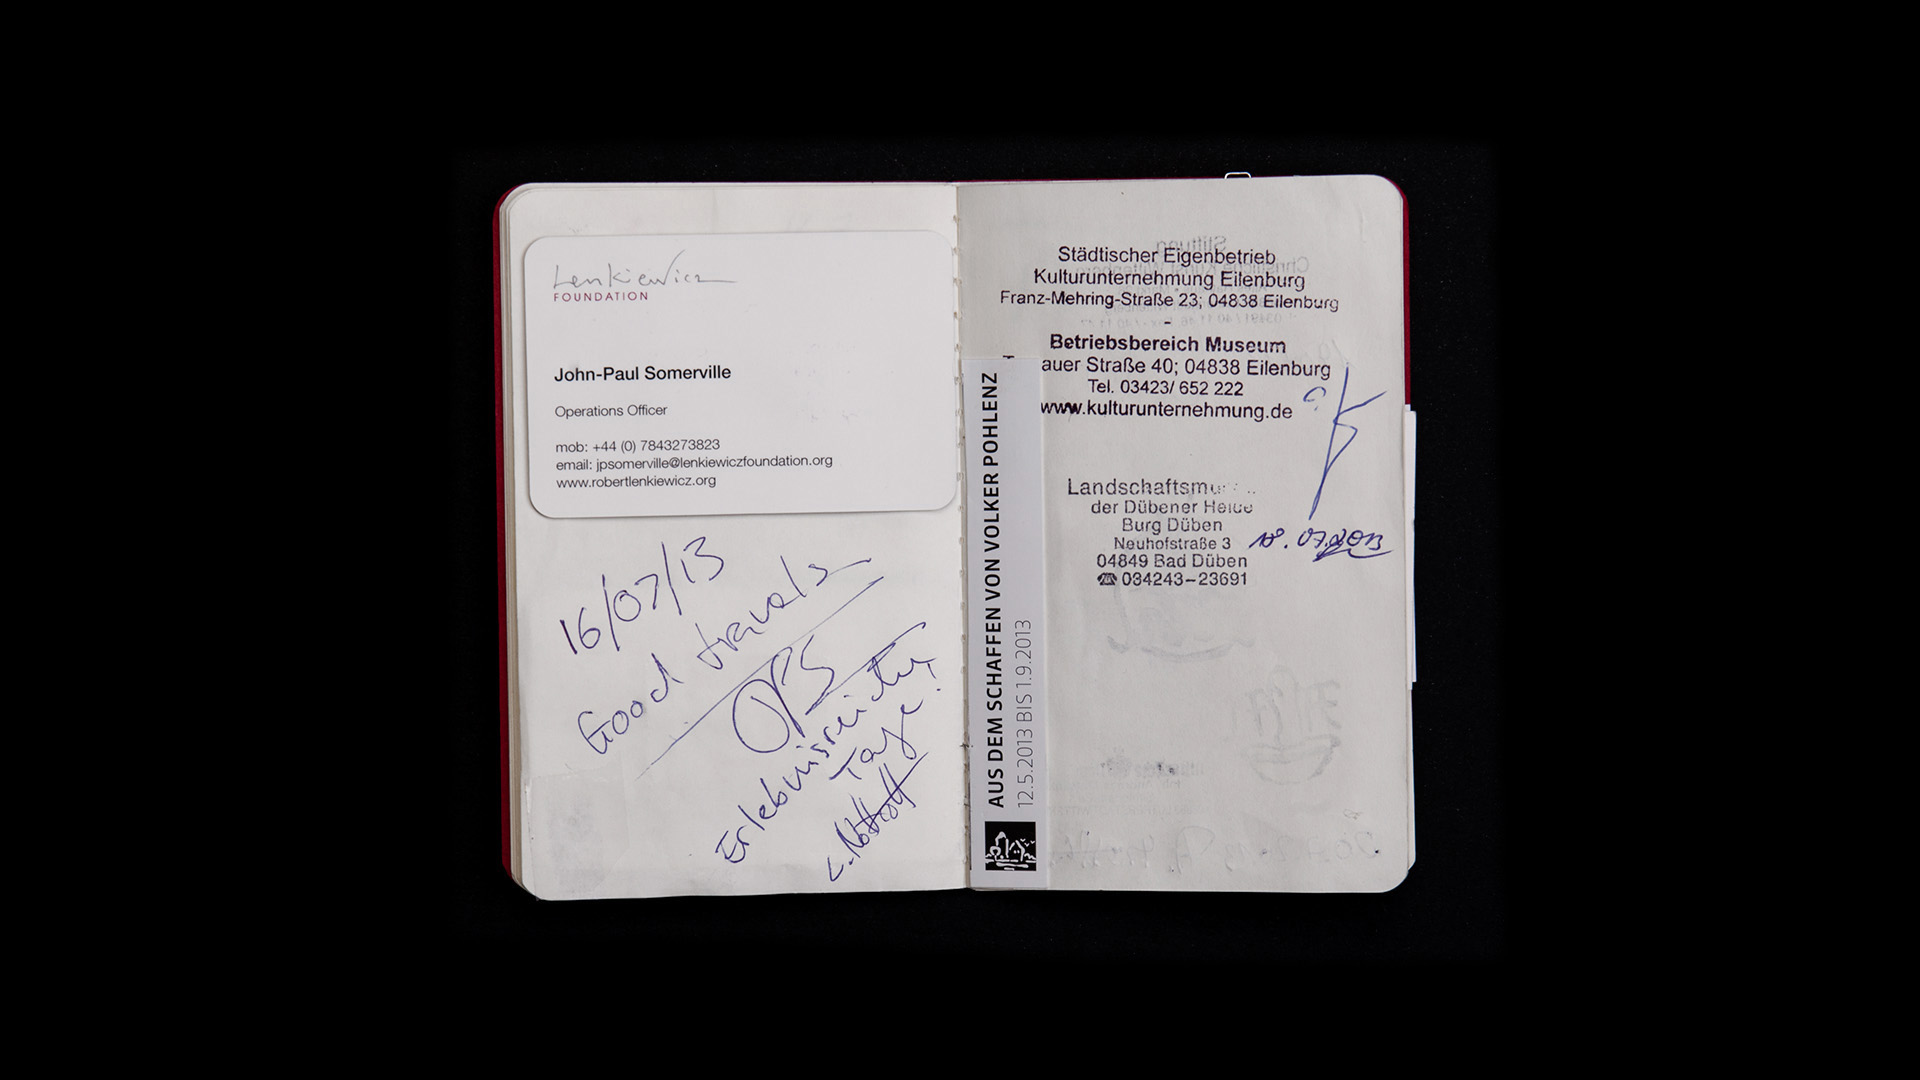 Lenkiewicz
FOUNDATION
John-Paul Somerville
Operations Officer
mob: +44 (0) 7843273823
email: jpsomerville@lenkiewiczfoundation.org
www.robertlenkiewicz.org
16/07/13
Good travels
JPS
Erlebnisreiche
Tage!
Städtischer Eigenbetrieb
Kulturunternehmung Eilenburg
Franz-Mehring-Straße 23; 04838 Eilenburg
-
Betriebsbereich Museum
auer Straße 40; 04838 Eilenburg
Tel. 03423/ 652 222
www.kulturunternehmung.de
Landschaftsmu
der Dübener Heide
Burg Düben
Neuhofstraße 3
04849 Bad Düben
☎ 034243-23691
18.07.2013
AUS DEM SCHAFFEN VON VOLKER POHLENZ
12.5.2013 BIS 1.9.2013